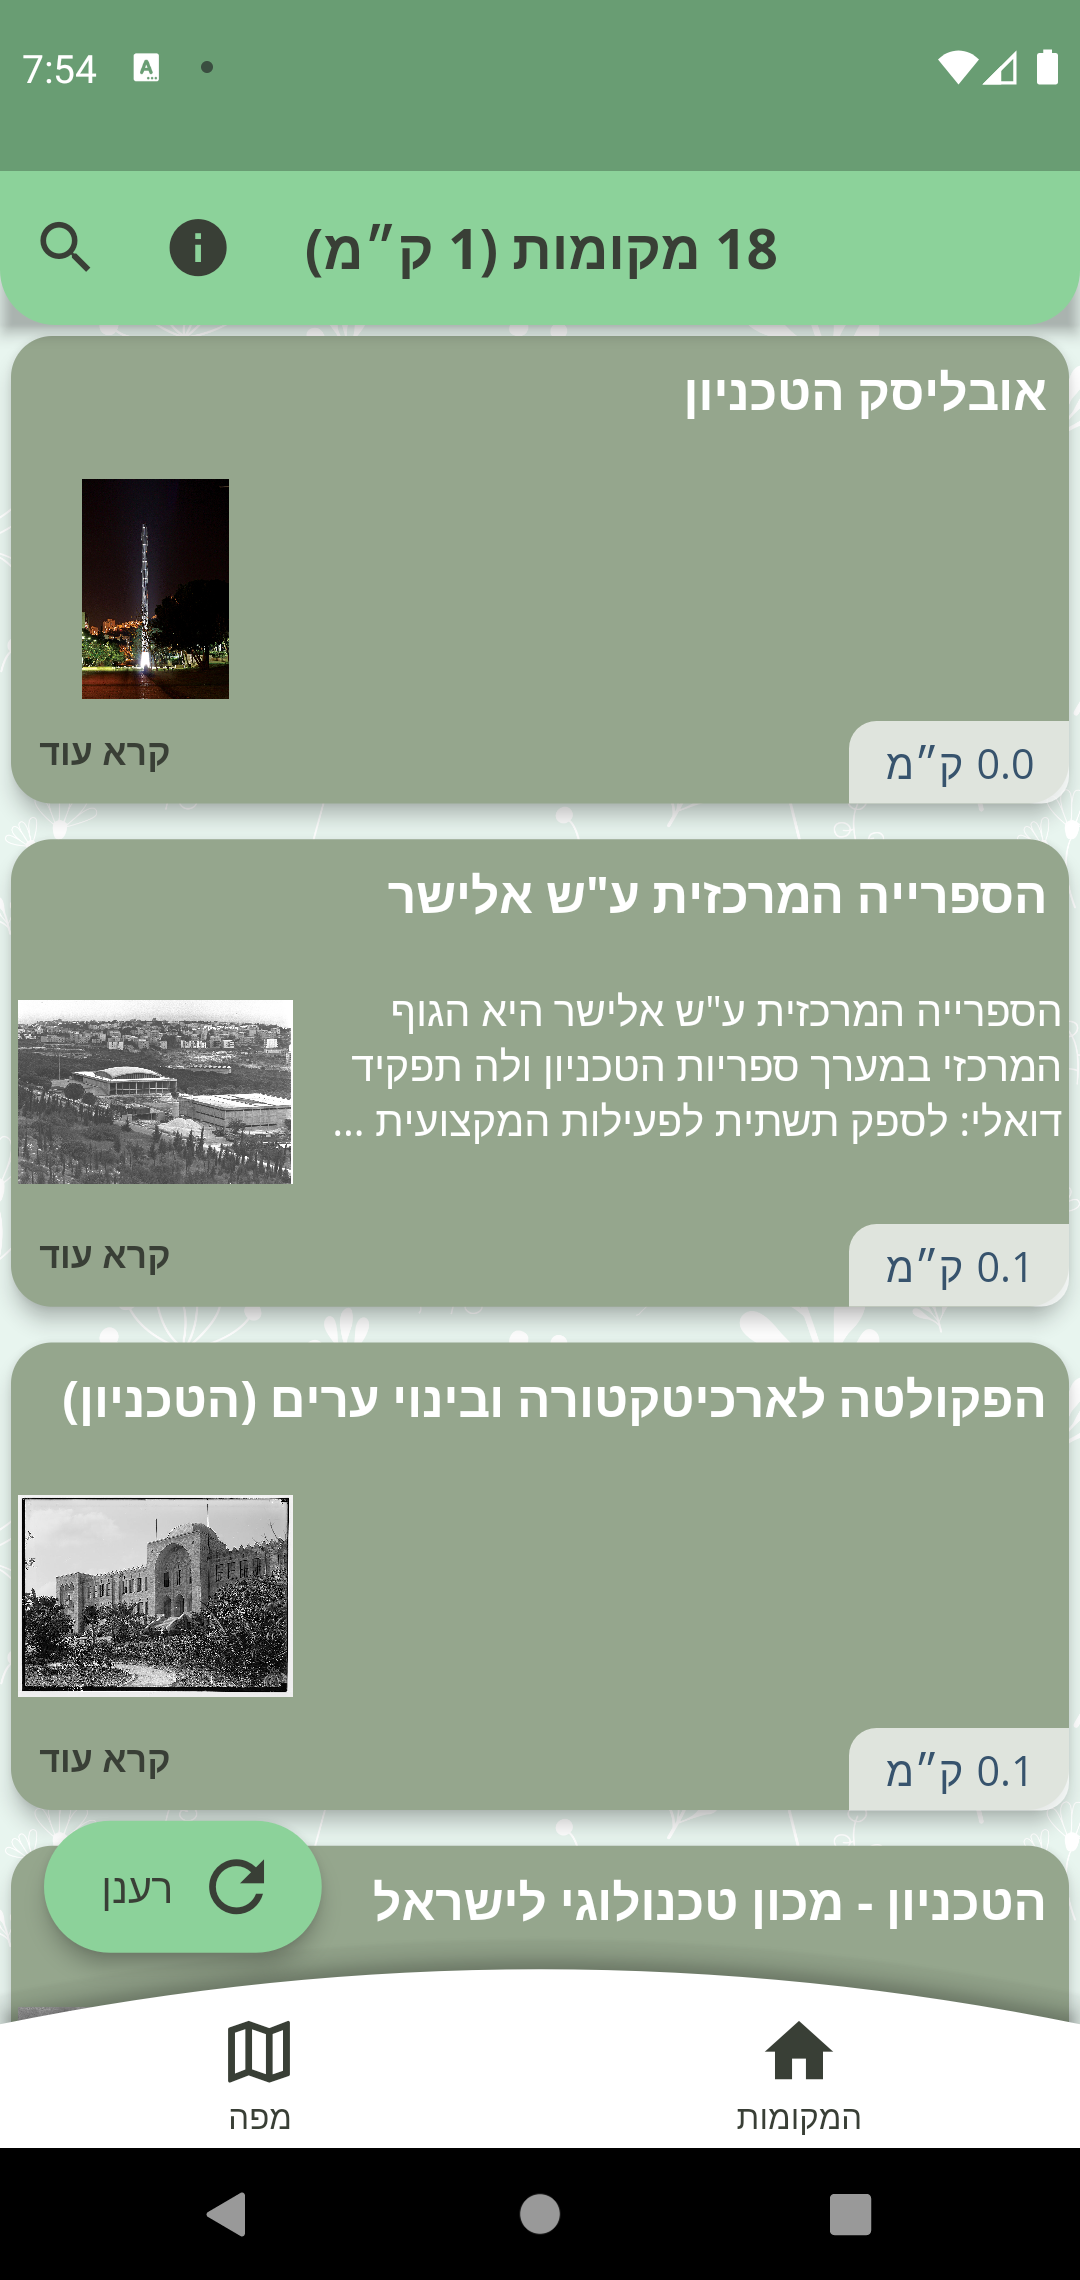 7:54
18 מקומות (1 ק״מ)
אובליסק הטכניון
קרא עוד
0.0 ק״מ
הספרייה המרכזית ע"ש אלישר
הספרייה המרכזית ע"ש אלישר היא הגוף
המרכזי במערך ספריות הטכניון ולה תפקיד
דואלי: לספק תשתית לפעילות המקצועית ...
קרא עוד
0.1 ק״מ
הפקולטה לארכיטקטורה ובינוי ערים (הטכניון)
קרא עוד
0.1 ק״מ
הטכניון - מכון טכנולוגי לישראל
רענן
המקומות
מפה